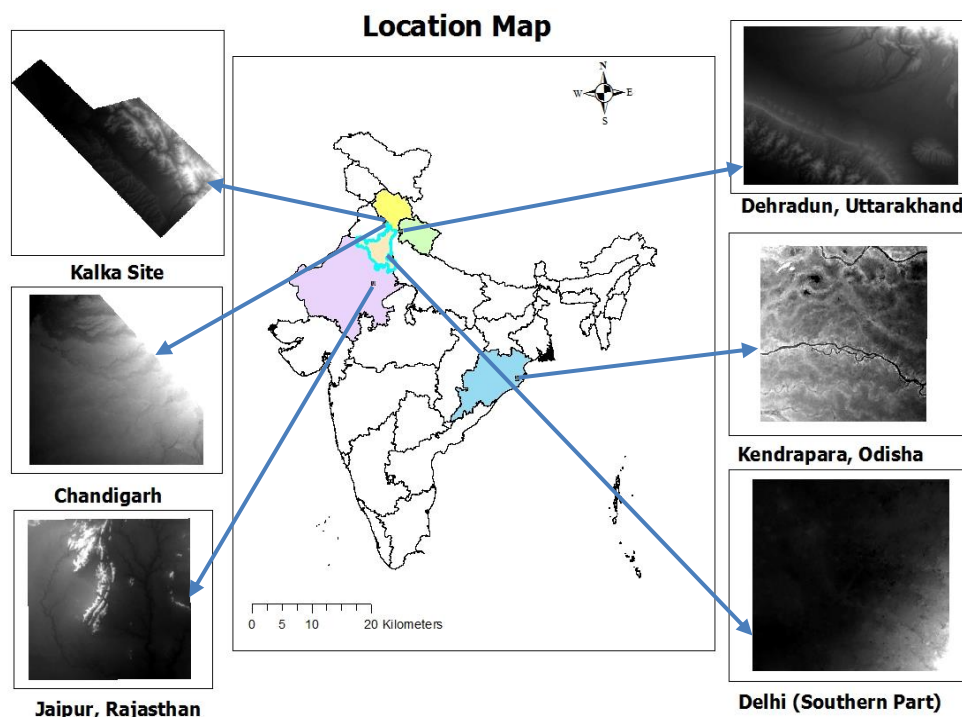 Location Map
N
W E
S
Kalka Site
Chandigarh
Jaipur, Rajasthan
0 5 10 20 Kilometers
Dehradun, Uttarakhand
Kendrapara, Odisha
Delhi (Southern Part)